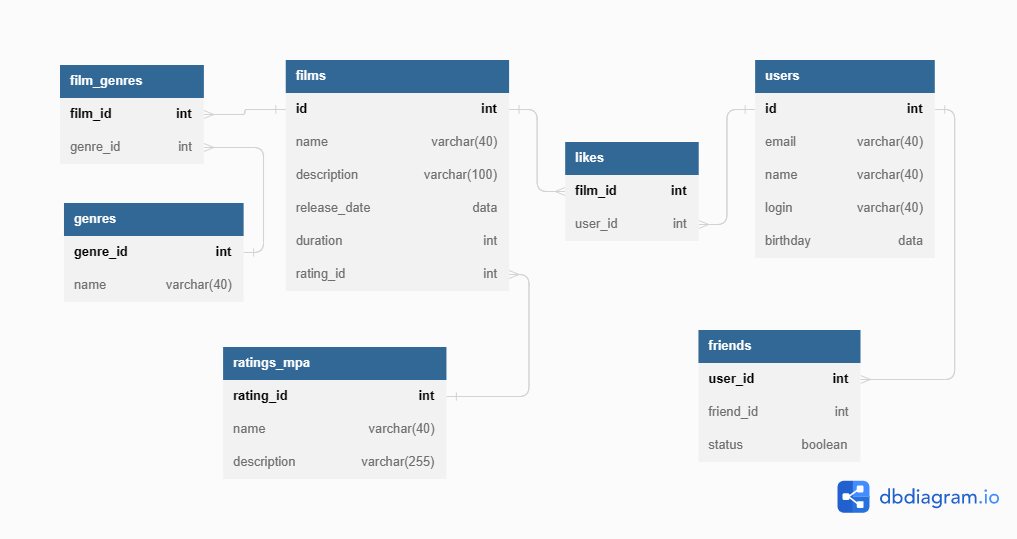 film_genres
film_id int
genre_id int
genres
genre_id int
name varchar(40)
films
id int
name varchar(40)
description varchar(100)
release_date data
duration int
rating_id int
ratings_mpa
rating_id int
name varchar(40)
description varchar(255)
likes
film_id int
user_id int
users
id int
email varchar(40)
name varchar(40)
login varchar(40)
birthday data
friends
user_id int
friend_id int
status boolean
dbdiagram.io